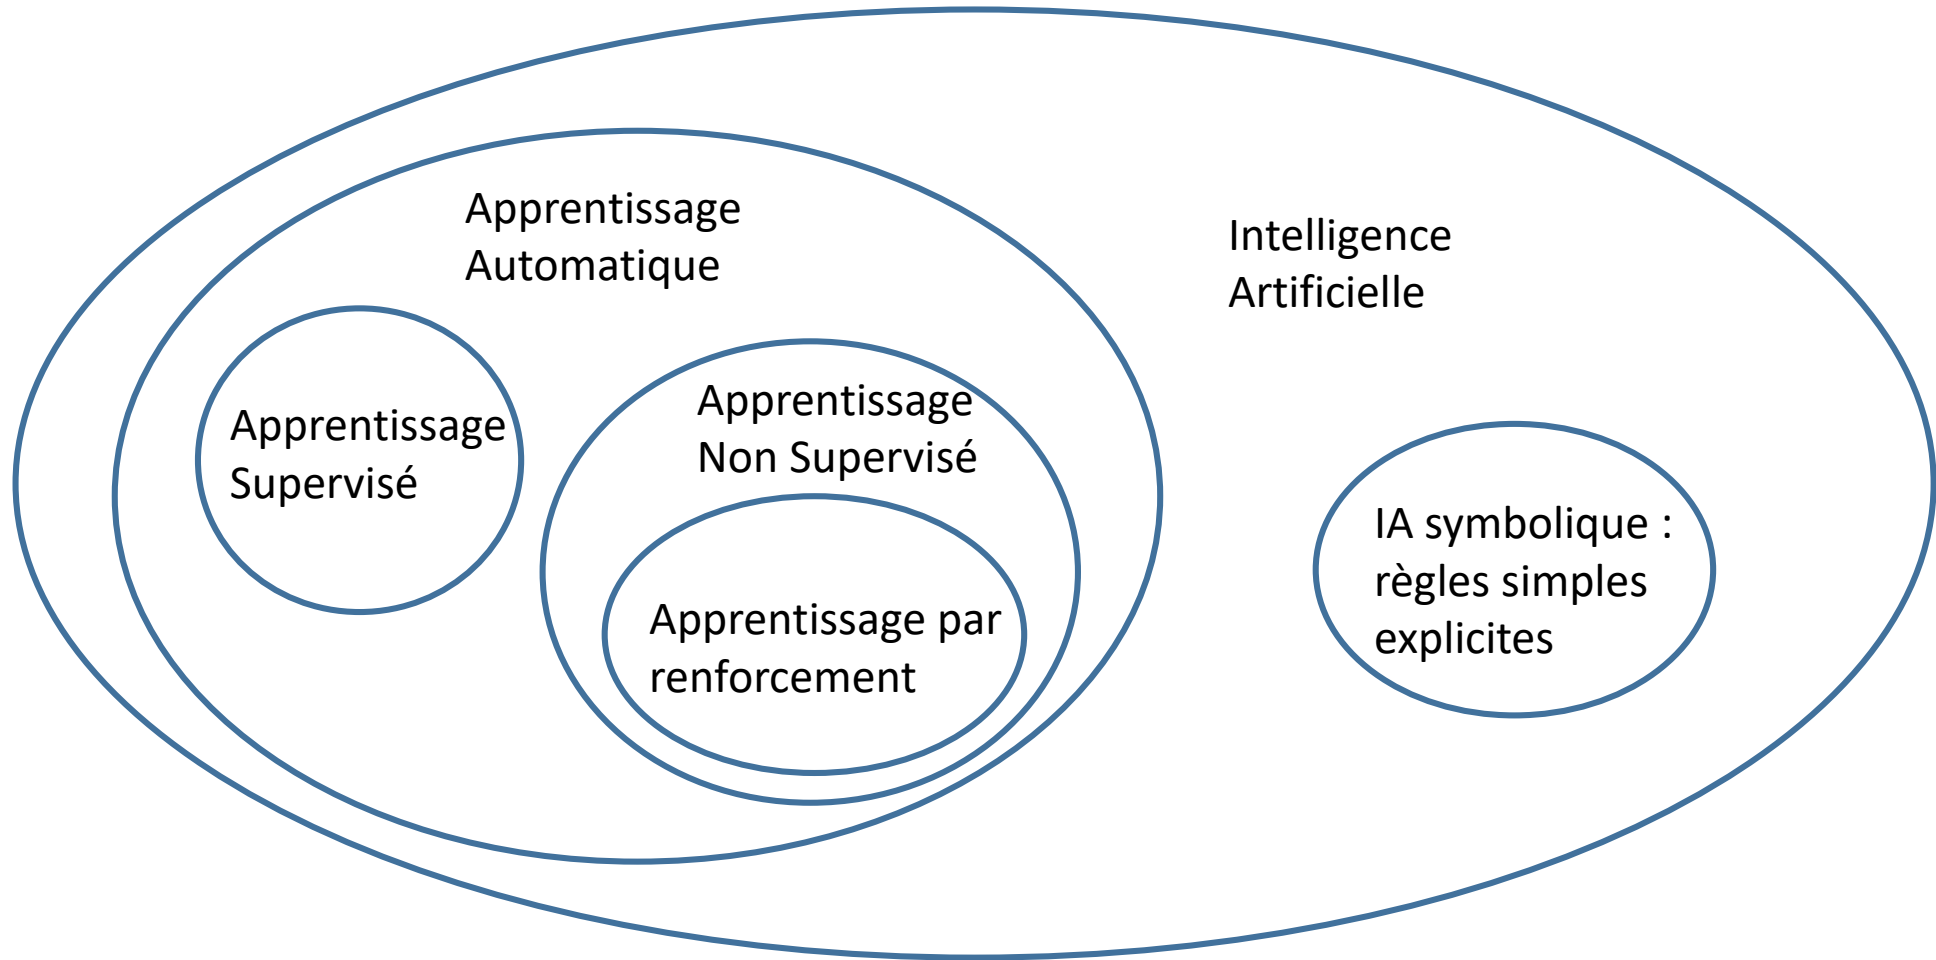 Apprentissage
Automatique
Intelligence
Artificielle
Apprentissage
Supervisé
Apprentissage
Non Supervisé
Apprentissage par
renforcement
IA symbolique :
règles simples
explicites